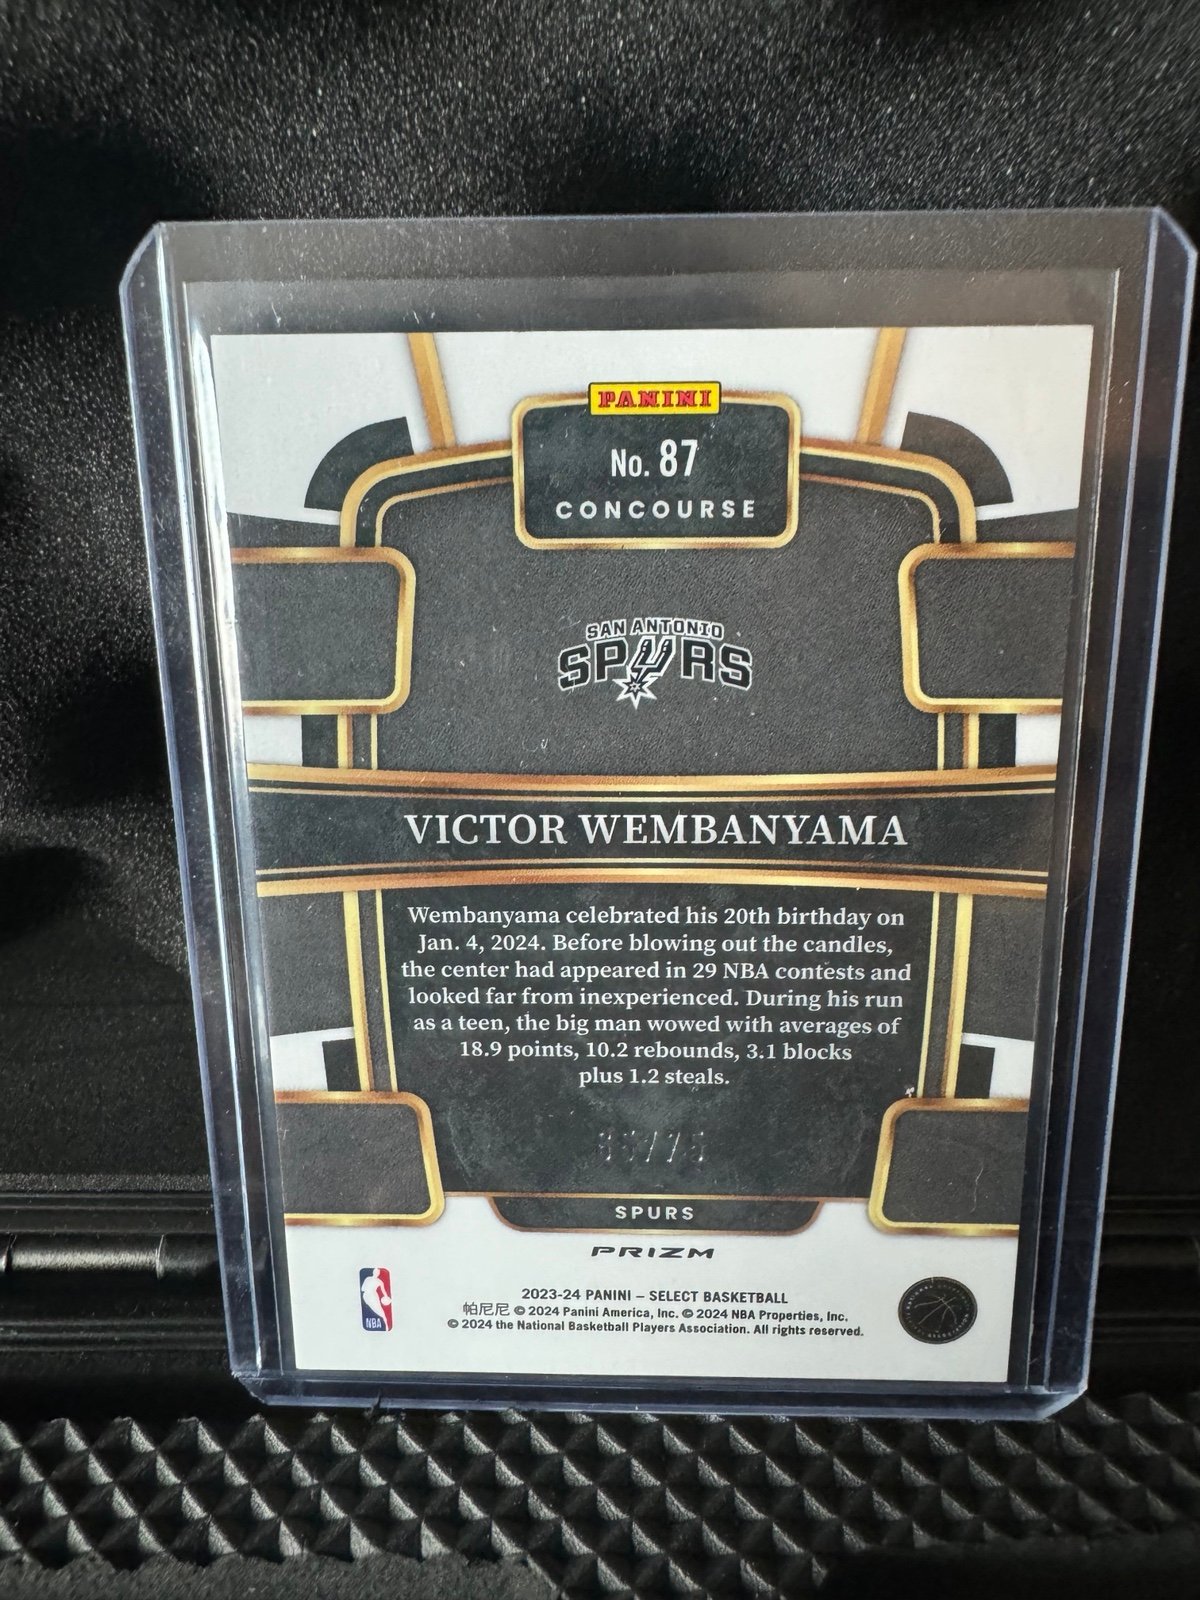 PANINI
No. 87
CONCOURSE
SAN ANTONIO
SPURS
VICTOR WEMBANYAMA
Wembanyama celebrated his 20th birthday on
Jan. 4, 2024. Before blowing out the candles,
the center had appeared in 29 NBA contests and
looked far from inexperienced. During his run
as a teen, the big man wowed with averages of
18.9 points, 10.2 rebounds, 3.1 blocks
plus 1.2 steals.
SPURS
PRIZM
2023-24 PANINI – SELECT BASKETBALL
帕尼尼 © 2024 Panini America, Inc. © 2024 NBA Properties, Inc.
© 2024 the National Basketball Players Association. All rights reserved.
NBA